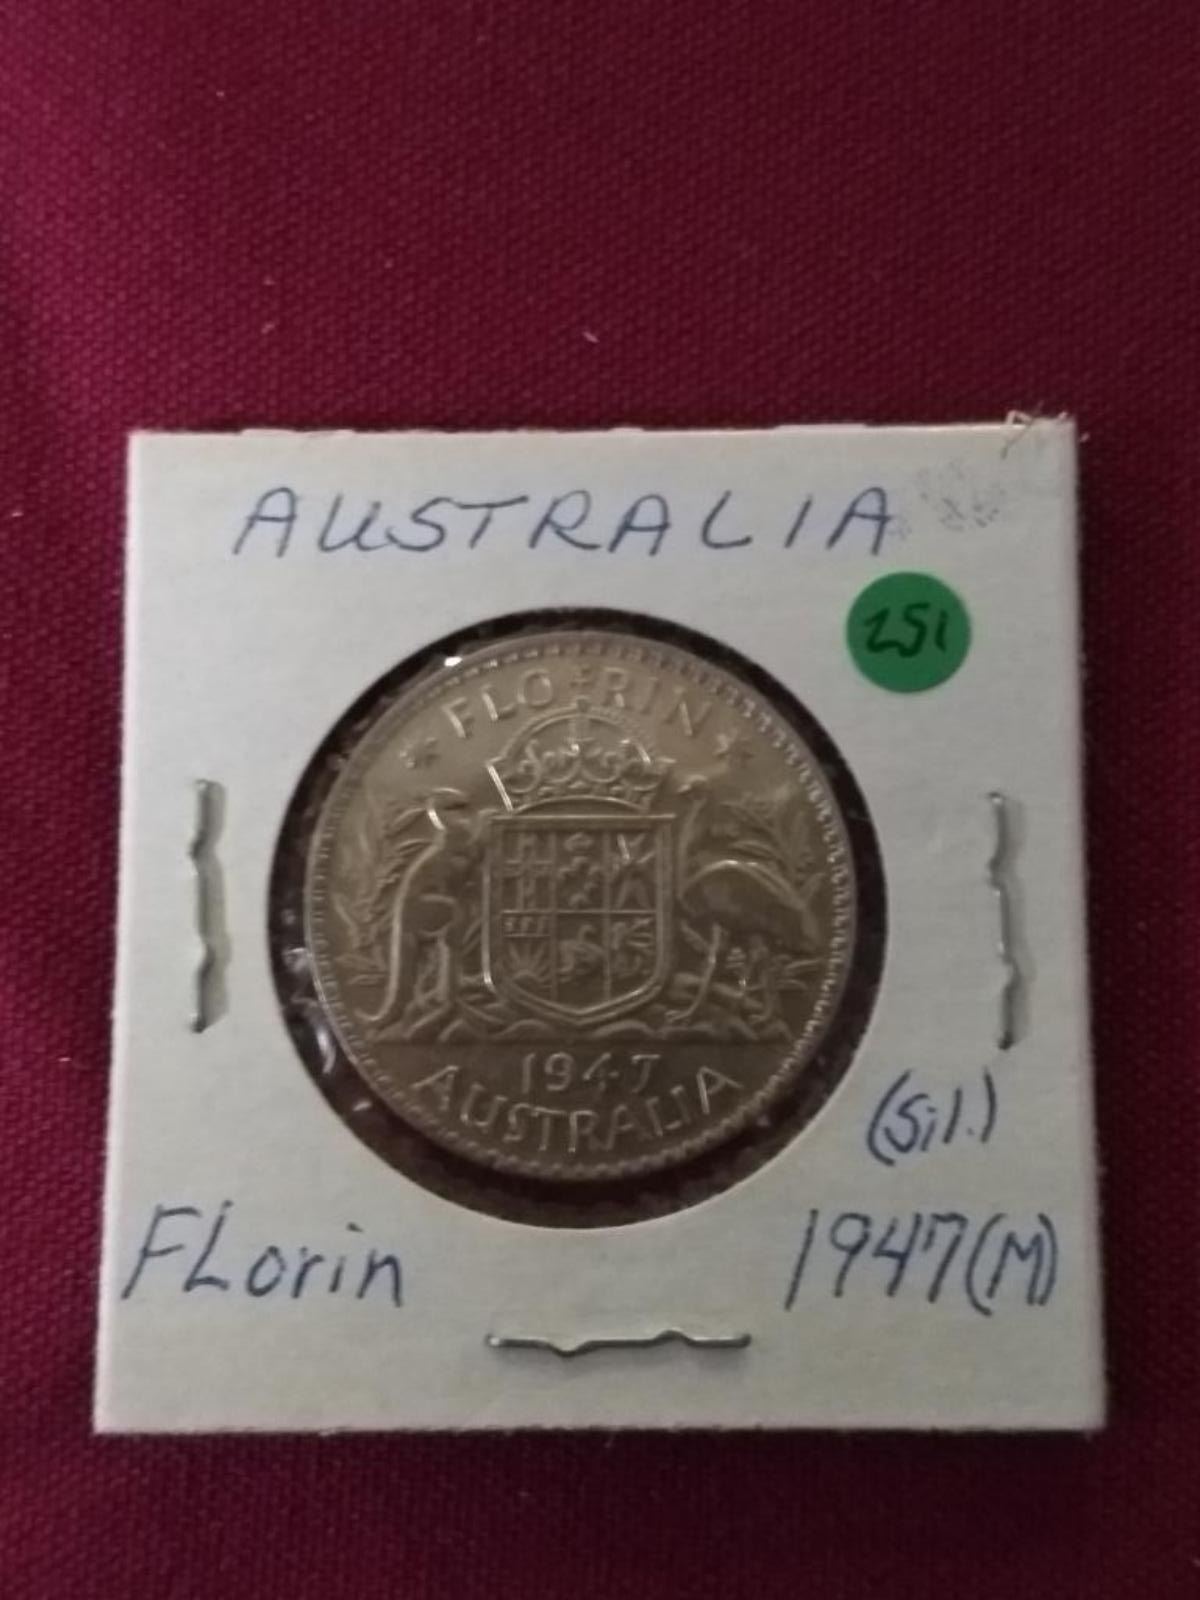 AUSTRALIA
251
FLORIN
1947
AUSTRALIA
(Sil.)
FLorin
1947(M)